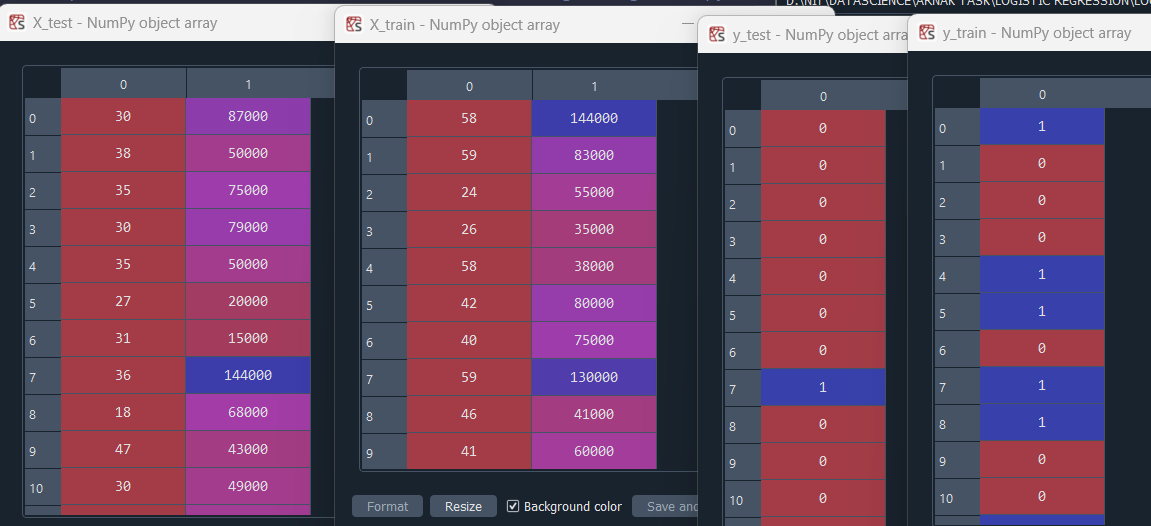 D:\NIT\DATASCIENCE\ARNAK TASK\LOGISTIC REGRESSION\LO
X_test - NumPy object array
0 1
0 30 87000
1 38 50000
2 35 75000
3 30 79000
4 35 50000
5 27 20000
6 31 15000
7 36 144000
8 18 68000
9 47 43000
10 30 49000
X_train - NumPy object array
0 1
0 58 144000
1 59 83000
2 24 55000
3 26 35000
4 58 38000
5 42 80000
6 40 75000
7 59 130000
8 46 41000
9 41 60000
Format Resize Background color Save and
y_test - NumPy object arra
0
0 0
1 0
2 0
3 0
4 0
5 0
6 0
7 1
8 0
9 0
10 0
y_train - NumPy object array
0
0 1
1 0
2 0
3 0
4 1
5 1
6 0
7 1
8 1
9 0
10 0